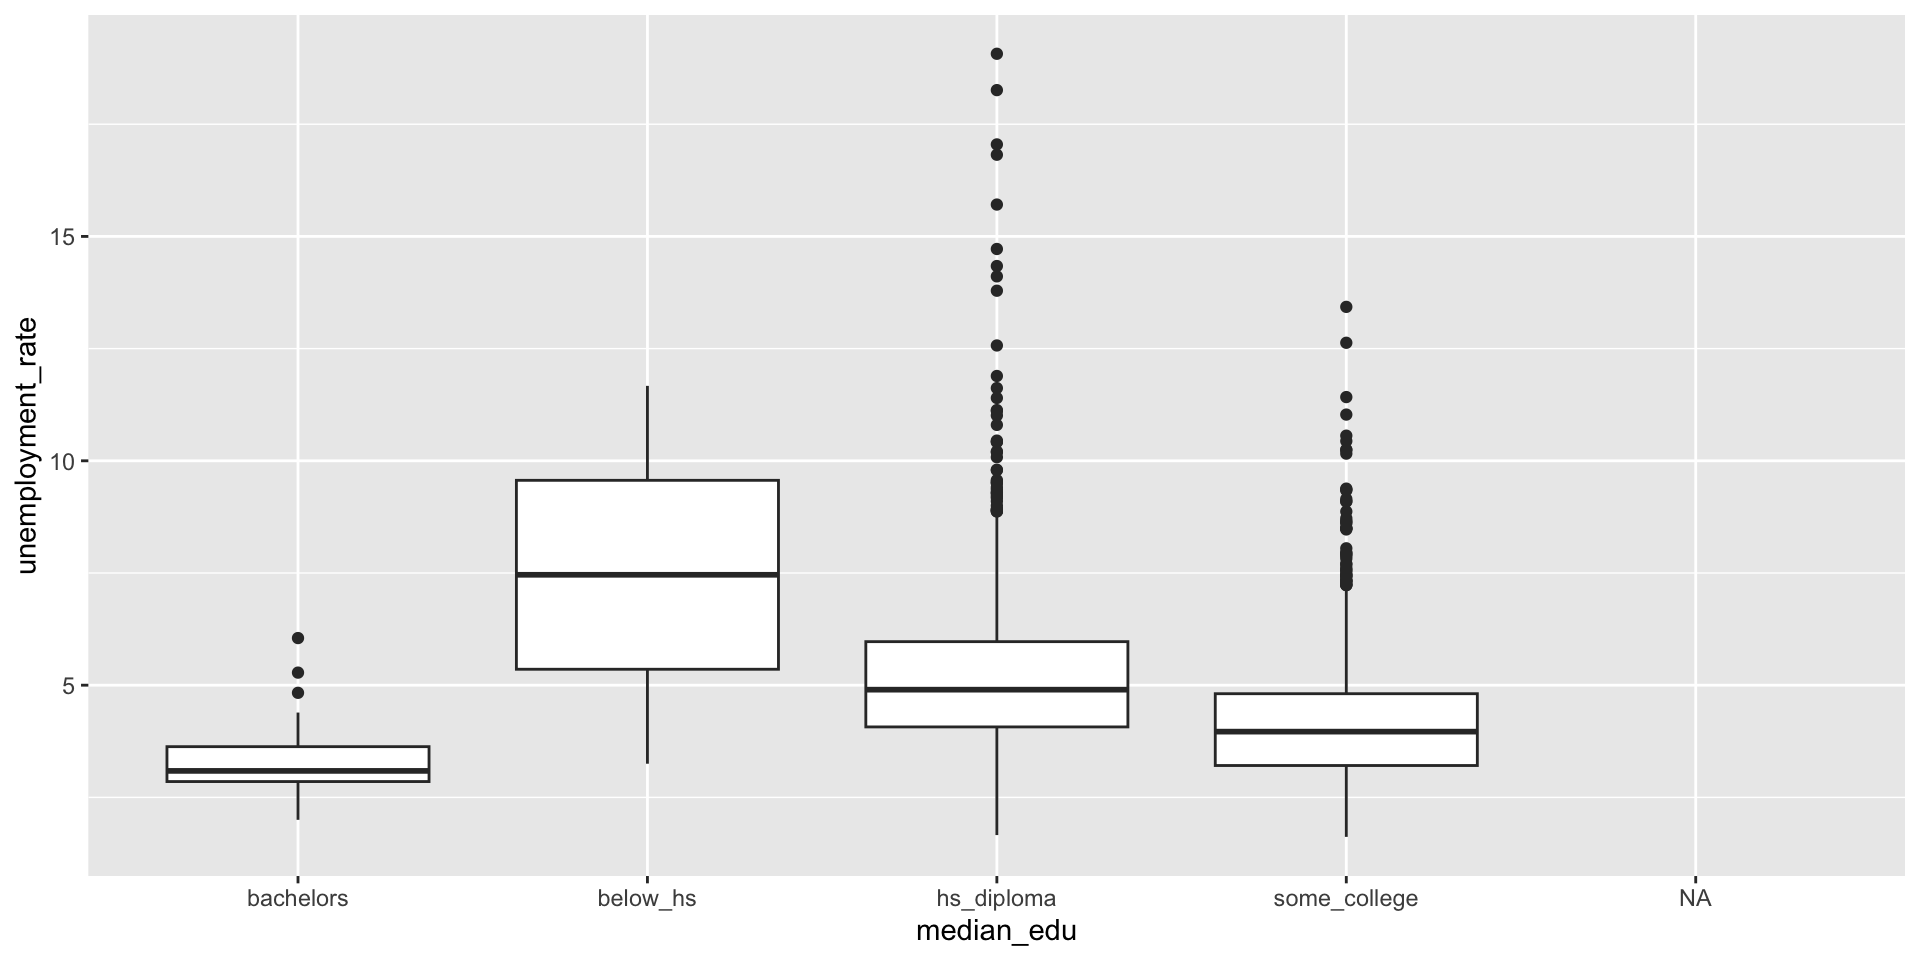 unemployment_rate
15
10
5
bachelors below_hs hs_diploma some_college NA
median_edu